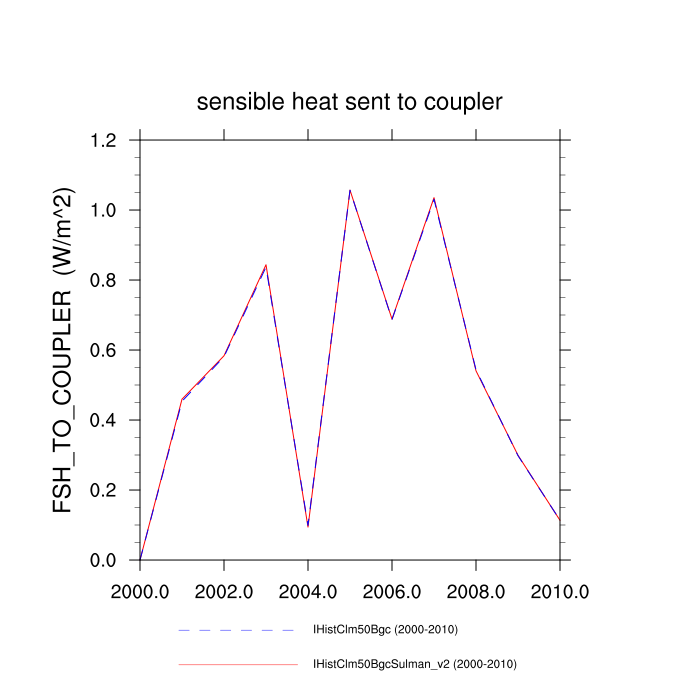 sensible heat sent to coupler
FSH_TO_COUPLER (W/m^2)
1.2
1.0
0.8
0.6
0.4
0.2
0.0
2000.0 2002.0 2004.0 2006.0 2008.0 2010.0
IHistClm50Bgc (2000-2010)
IHistClm50BgcSulman_v2 (2000-2010)